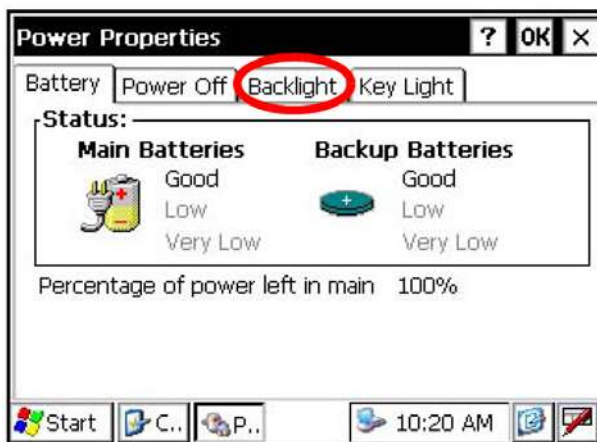 Power Properties ? OK ×
Battery Power Off Backlight Key Light
Status:
Main Batteries Backup Batteries
Good Good
Low Low
Very Low Very Low
Percentage of power left in main 100%
Start C.. P.. 10:20 AM